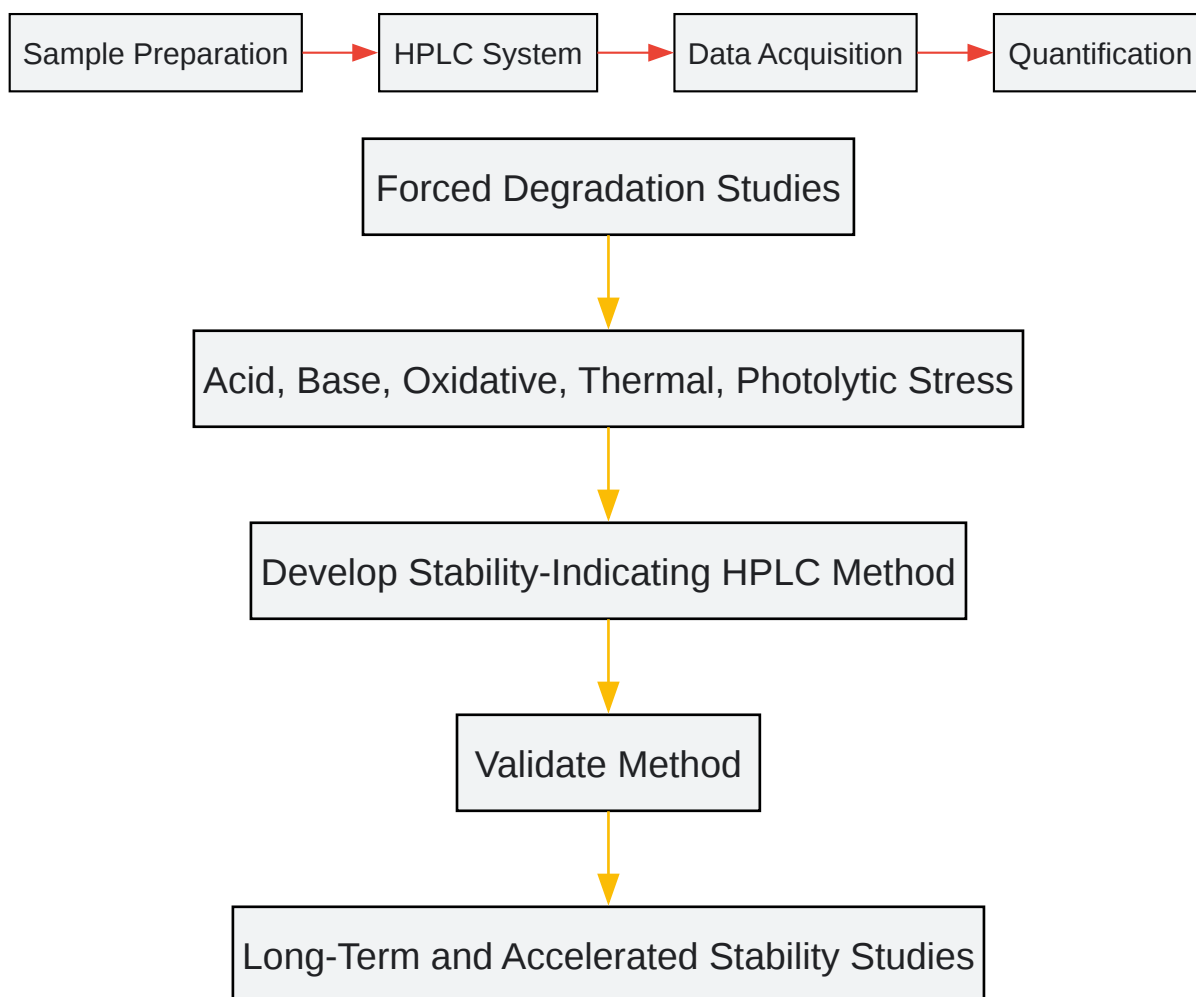 Sample Preparation
HPLC System
Data Acquisition
Quantification
Forced Degradation Studies
Acid, Base, Oxidative, Thermal, Photolytic Stress
Develop Stability-Indicating HPLC Method
Validate Method
Long-Term and Accelerated Stability Studies